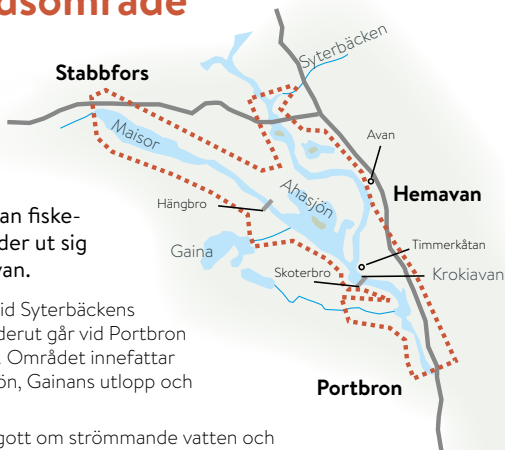 dsområde
Syterbäcken
Stabbfors
Maisor
Avan
Ahasjön
Hemavan
Hängbro
Gaina
Timmerkåtan
Skoterbro
Krokiavan
Portbron
an fiske-
der ut sig
van.
id Syterbäckens
derut går vid Portbron
. Området innefattar
ön, Gainans utlopp och
gott om strömmande vatten och